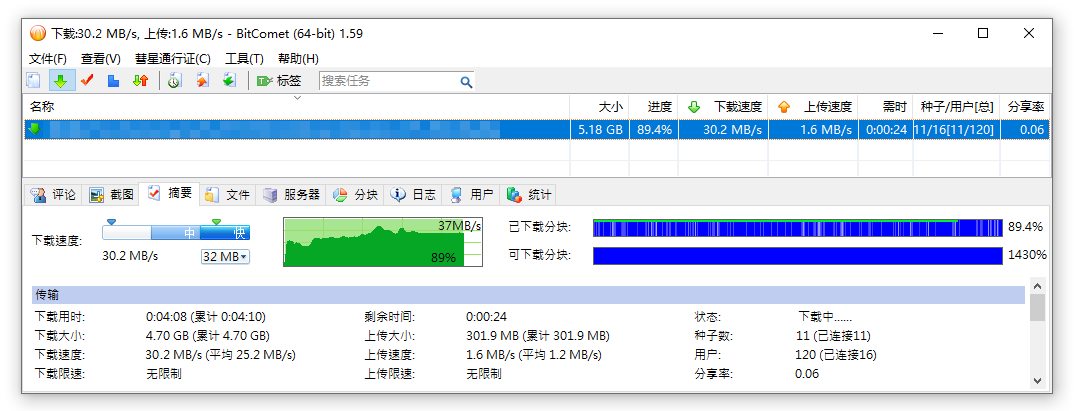 下载:30.2 MB/s, 上传:1.6 MB/s - BitComet (64-bit) 1.59
文件(F) 查看(V) 彗星通行证(C) 工具(T) 帮助(H)
标签 搜索任务
名称 大小 进度 下载速度 上传速度 需时 种子/用户[总] 分享率
5.18 GB 89.4% 30.2 MB/s 1.6 MB/s 0:00:24 11/16[11/120] 0.06
评论 截图 摘要 文件 服务器 分块 日志 用户 统计
下载速度: 中 快 37MB/s 已下载分块: 89.4%
30.2 MB/s 32 MB 89% 可下载分块: 1430%
传输
下载用时: 0:04:08 (累计 0:04:10) 剩余时间: 0:00:24 状态: 下载中......
下载大小: 4.70 GB (累计 4.70 GB) 上传大小: 301.9 MB (累计 301.9 MB) 种子数: 11 (已连接11)
下载速度: 30.2 MB/s (平均 25.2 MB/s) 上传速度: 1.6 MB/s (平均 1.2 MB/s) 用户: 120 (已连接16)
下载限速: 无限制 上传限速: 无限制 分享率: 0.06